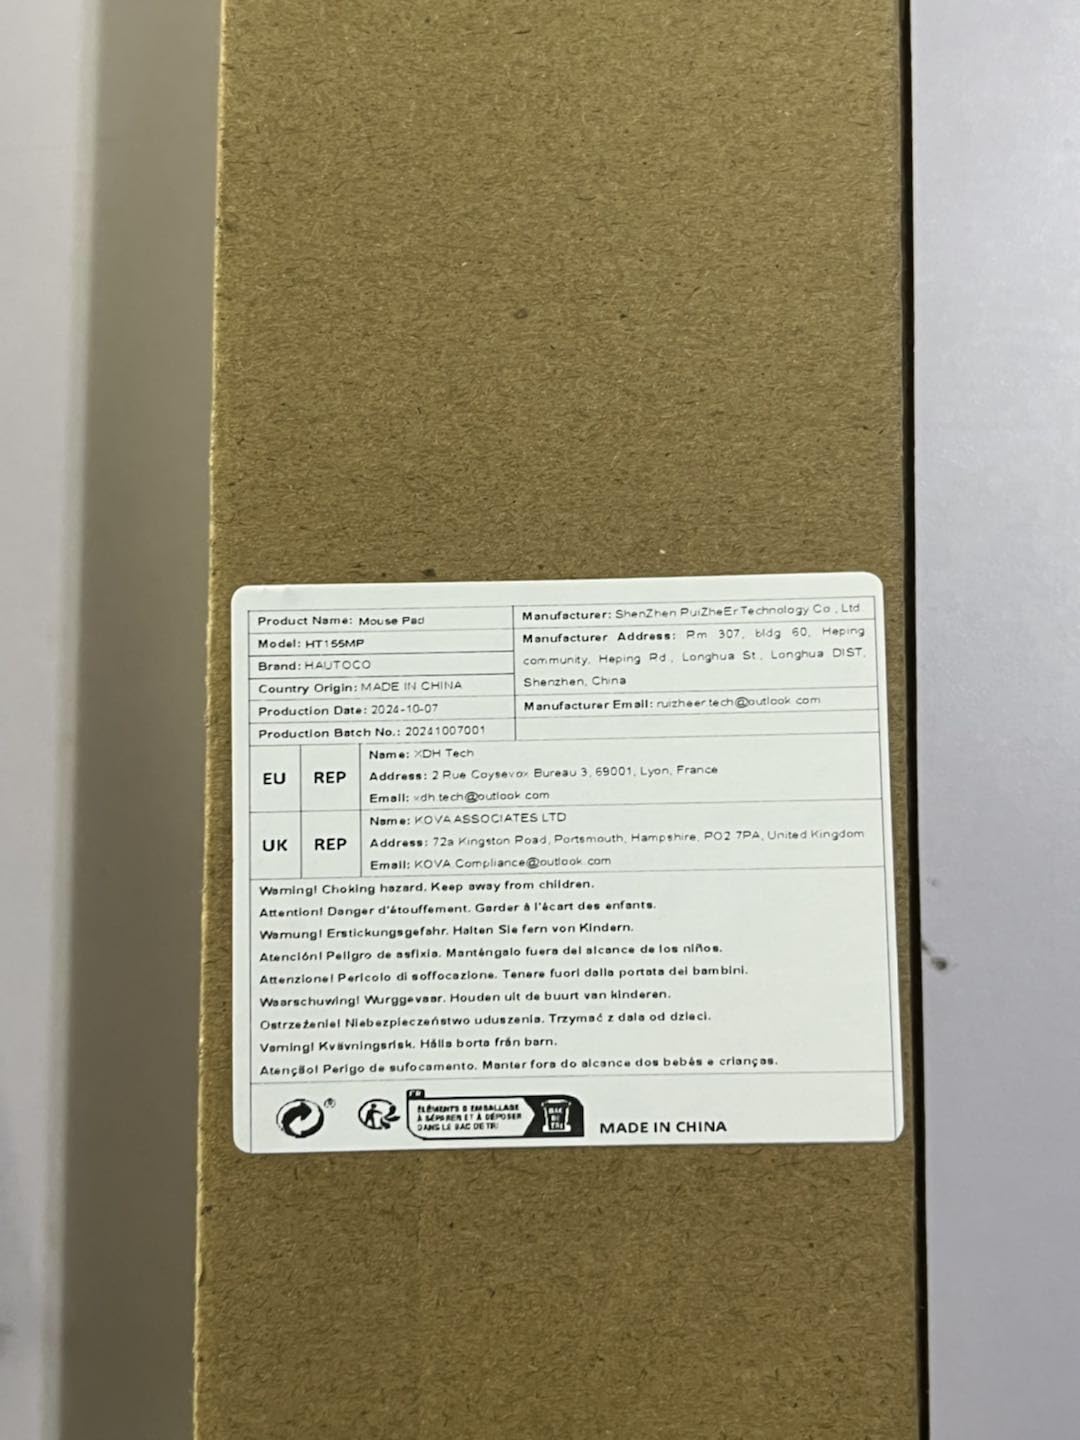 Product Name: Mouse Pad
Model: HT155MP
Brand: HAUTOCO
Country Origin: MADE IN CHINA
Production Date: 2024-10-07
Production Batch No.: 20241007001
Manufacturer: ShenZhen RuiZheEr Technology Co., Ltd
Manufacturer Address: Rm 307, bldg 60, Heping
community, Heping Rd., Longhua St., Longhua DIST,
Shenzhen, China
Manufacturer Email: ruizheer.tech@outlook.com
EU REP
Name: XDH Tech
Address: 2 Rue Coysevox Bureau 3, 69001, Lyon, France
Email: xdh.tech@outlook.com
UK REP
Name: KOVA ASSOCIATES LTD
Address: 72a Kingston Road, Portsmouth, Hampshire, PO2 7PA, United Kingdom
Email: KOVA.Compliance@outlook.com
Warning! Choking hazard. Keep away from children.
Attention! Danger d'étouffement. Garder à l'écart des enfants.
Warnung! Erstickungsgefahr. Halten Sie fern von Kindern.
Atención! Peligro de asfixia. Manténgalo fuera del alcance de los niños.
Attenzione! Pericolo di soffocazione. Tenere fuori dalla portata dei bambini.
Waarschuwing! Wurggevaar. Houden uit de buurt van kinderen.
Ostrzeżenie! Niebezpieczeństwo uduszenia. Trzymać z dala od dzieci.
Varning! Kvävningsrisk. Hålla borta från barn.
Atenção! Perigo de sufocamento. Manter fora do alcance dos bebês e crianças.
®
FR
ÉLÉMENTS D'EMBALLAGE
À SÉPARER ET À DÉPOSER
DANS LE BAC DE TRI
BAC
DE
TRI
MADE IN CHINA